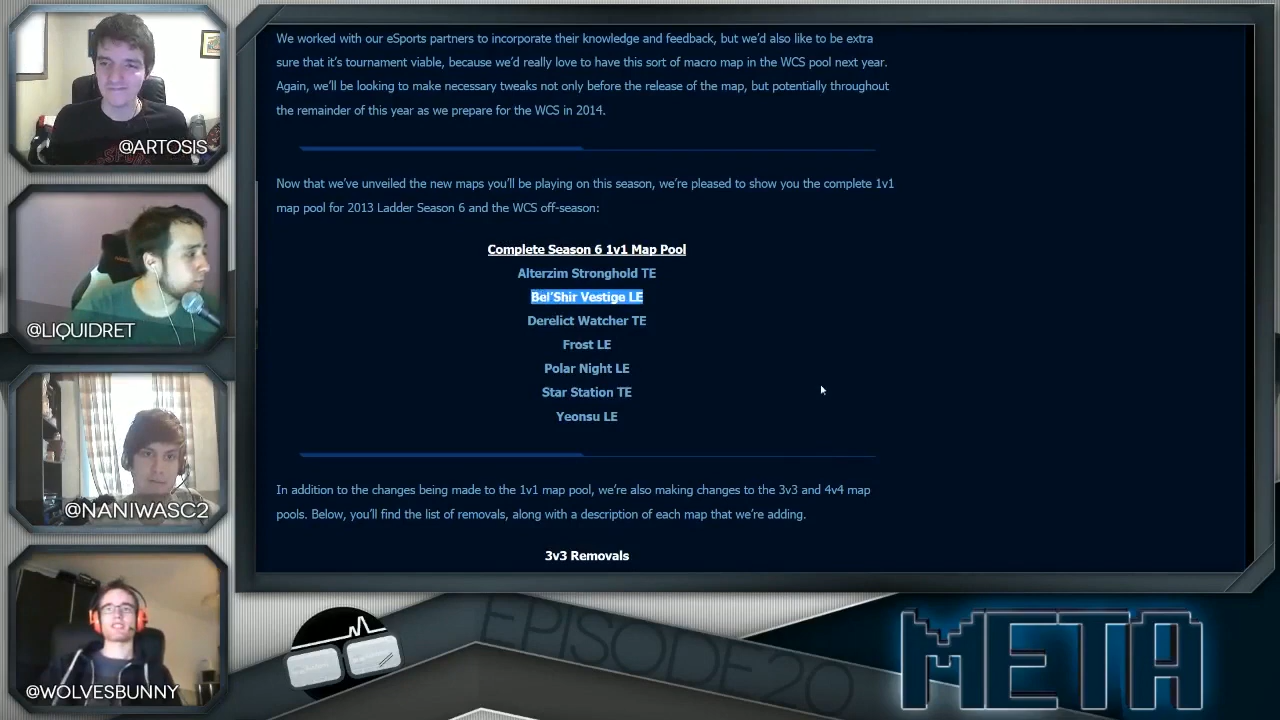 We worked with our eSports partners to incorporate their knowledge and feedback, but we'd also like to be extra
sure that it's tournament viable, because we'd really love to have this sort of macro map in the WCS pool next year.
Again, we'll be looking to make necessary tweaks not only before the release of the map, but potentially throughout
the remainder of this year as we prepare for the WCS in 2014.
Now that we've unveiled the new maps you'll be playing on this season, we're pleased to show you the complete 1v1
map pool for 2013 Ladder Season 6 and the WCS off-season:
Complete Season 6 1v1 Map Pool
Alterzim Stronghold TE
Bel'Shir Vestige LE
Derelict Watcher TE
Frost LE
Polar Night LE
Star Station TE
Yeonsu LE
In addition to the changes being made to the 1v1 map pool, we're also making changes to the 3v3 and 4v4 map
pools. Below, you'll find the list of removals, along with a description of each map that we're adding.
3v3 Removals
@ARTOSIS
@LIQUIDRET
@NANIWASC2
@WOLVESBUNNY
EPISODE 20
META